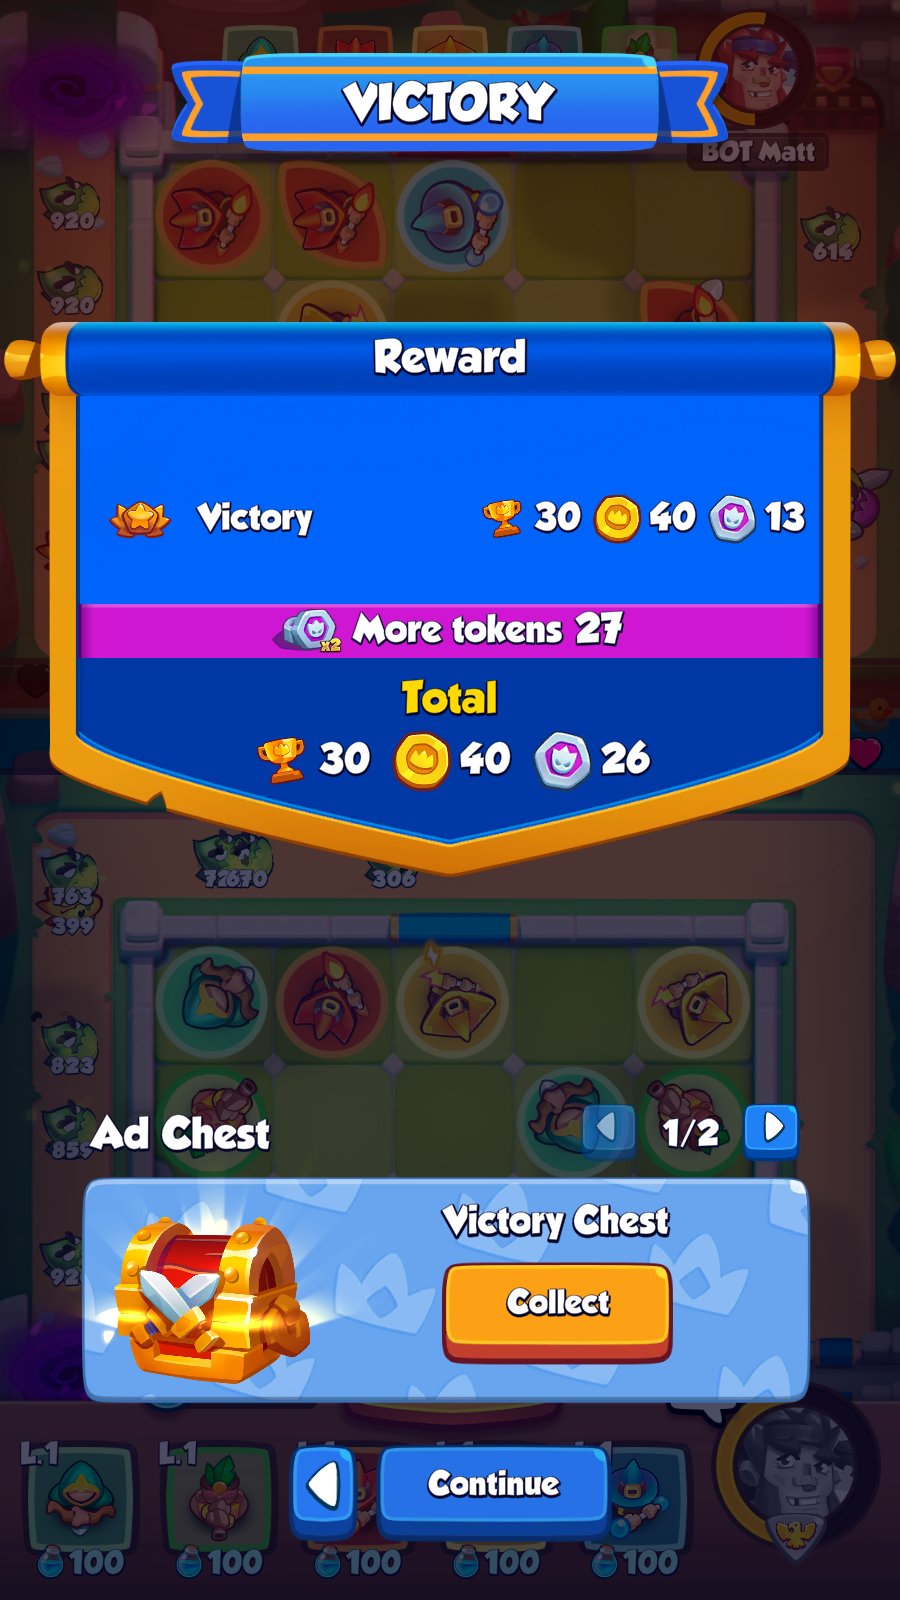 VICTORY
BOT Matt
920
614
920
Reward
Victory 30 40 13
x2 More tokens 27
Total
30 40 26
72670 306
763
399
823
Ad Chest 1/2
Victory Chest
Collect
L.1 L.1
Continue
100 100 100 100 100